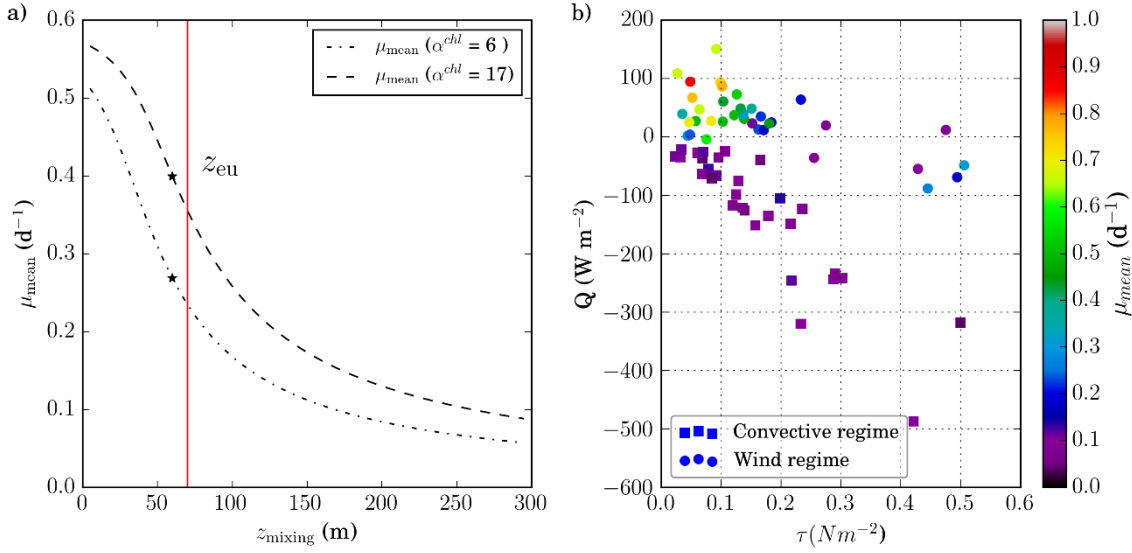 a)
0.6
0.5
0.4
0.3
0.2
0.1
0.0
μmean (d⁻¹)
0 50 100 150 200 250 300
zmixing (m)
μmean (αchl = 6 )
μmean (αchl = 17)
zeu
b)
200
100
0
−100
−200
−300
−400
−500
−600
Q (W m⁻²)
0.0 0.1 0.2 0.3 0.4 0.5 0.6
τ(Nm⁻²)
Convective regime
Wind regime
1.0
0.9
0.8
0.7
0.6
0.5
0.4
0.3
0.2
0.1
0.0
μmean (d⁻¹)